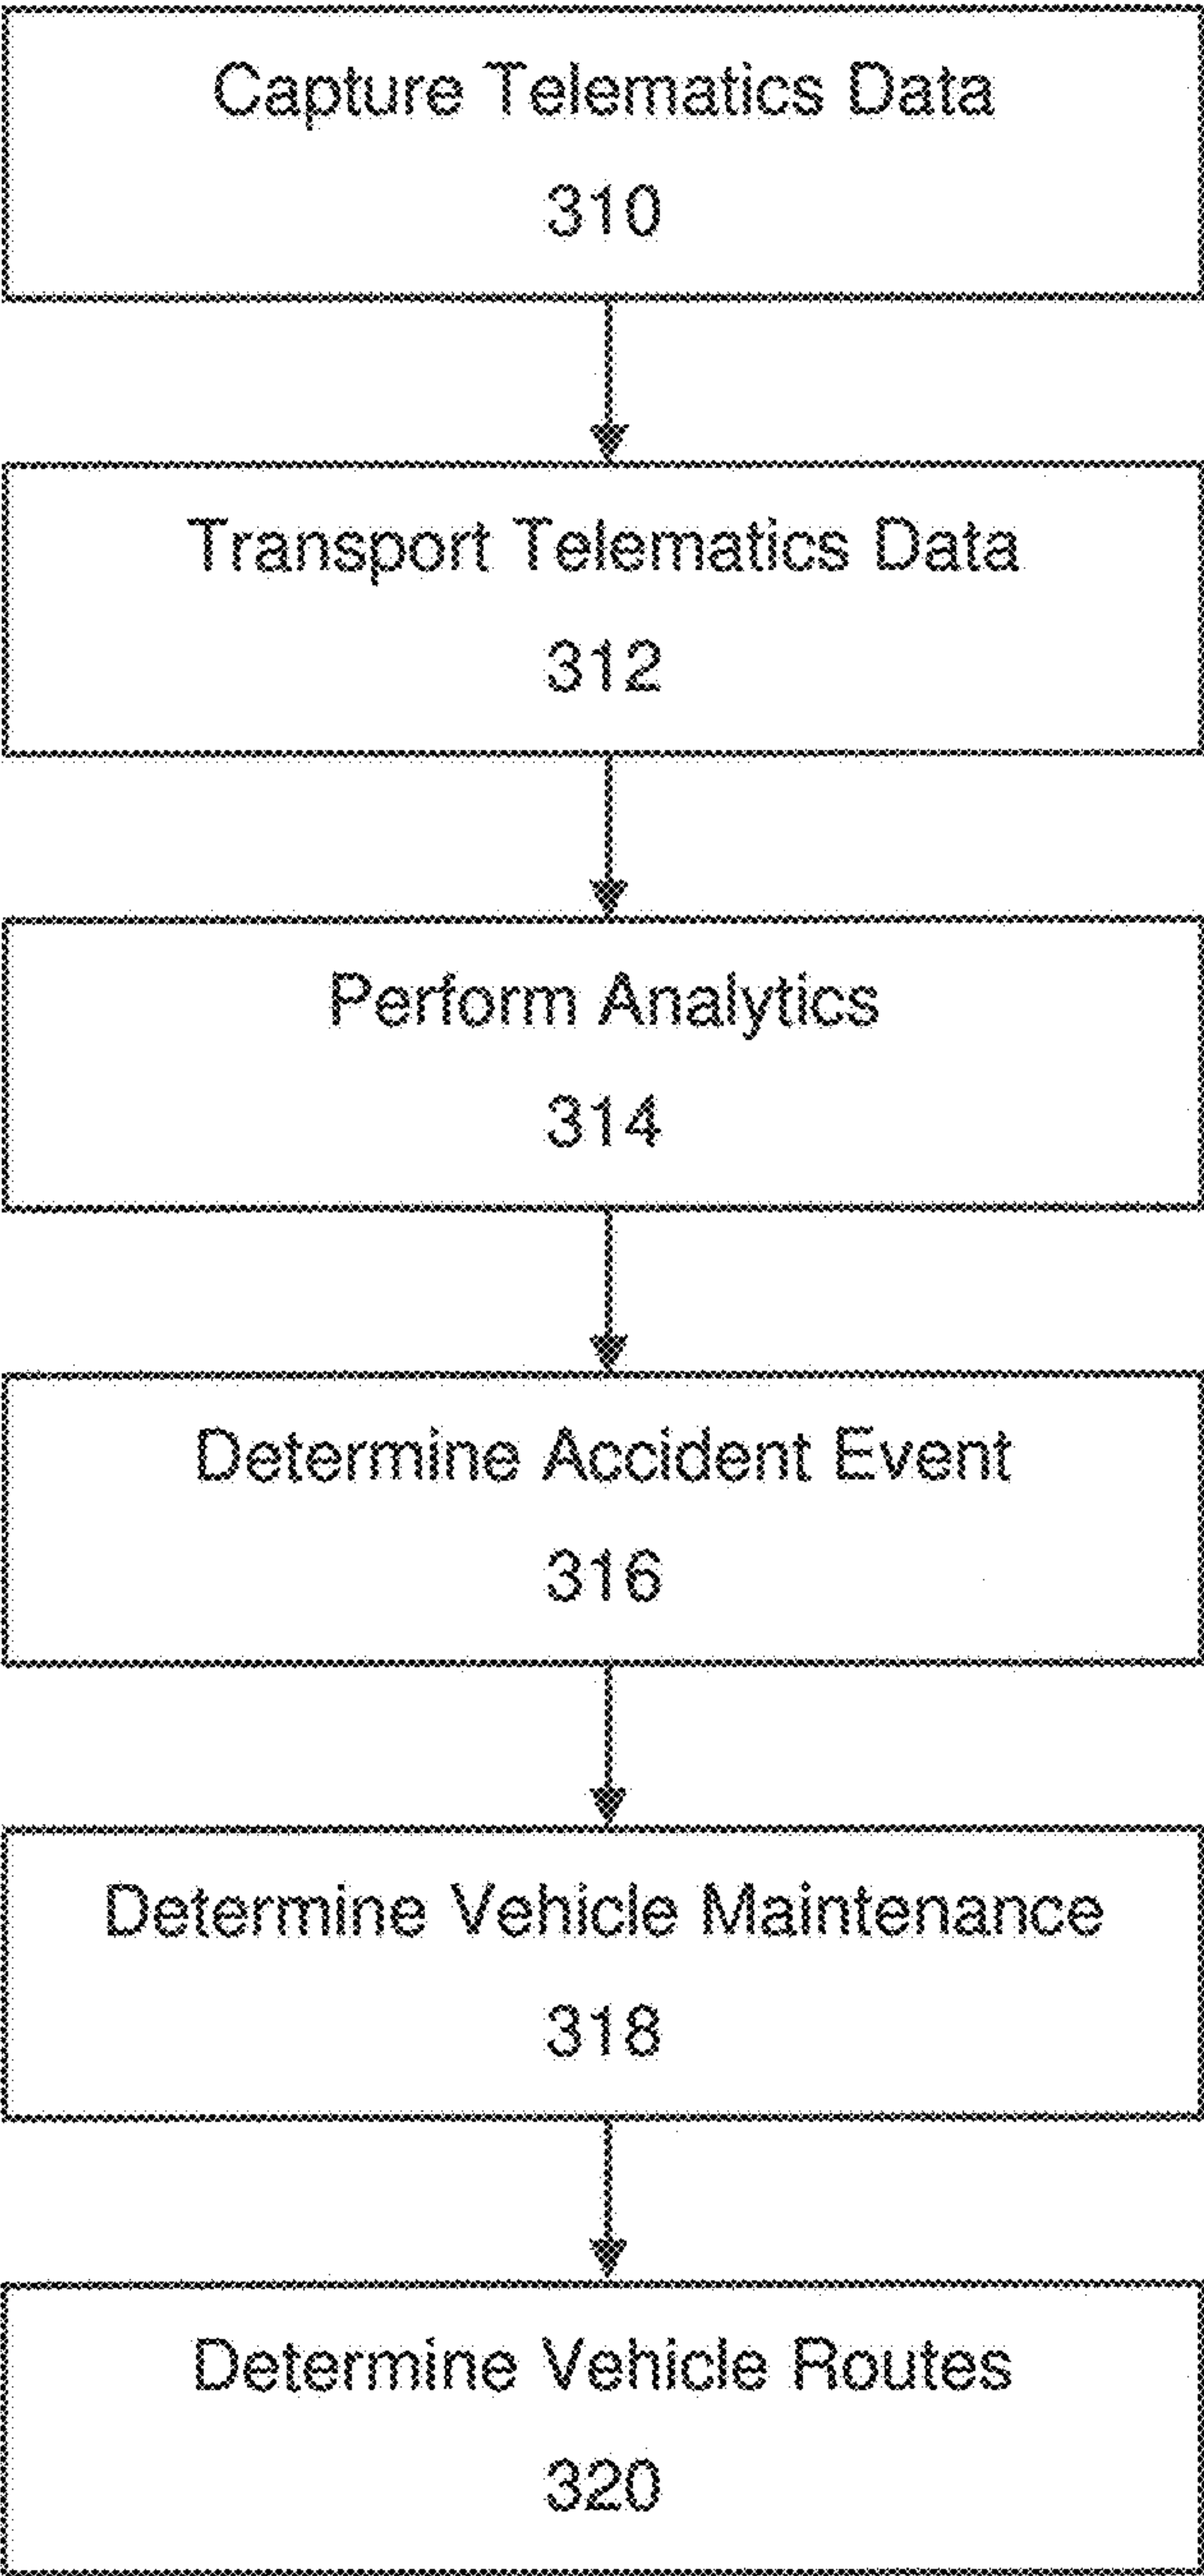 Capture Telematics Data
310
Transport Telematics Data
312
Perform Analytics
314
Determine Accident Event
316
Determine Vehicle Maintenance
318
Determine Vehicle Routes
320